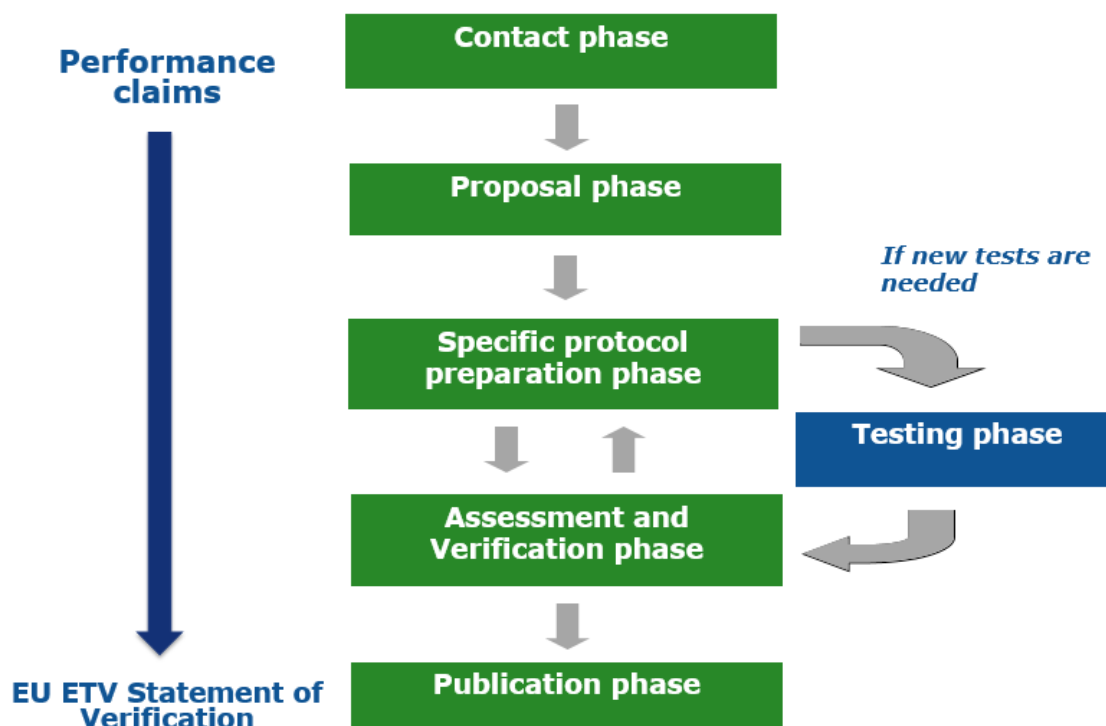 Contact phase
Performance
claims
Proposal phase
If new tests are
needed
Specific protocol
preparation phase
Testing phase
Assessment and
Verification phase
Publication phase
EU ETV Statement of
Verification